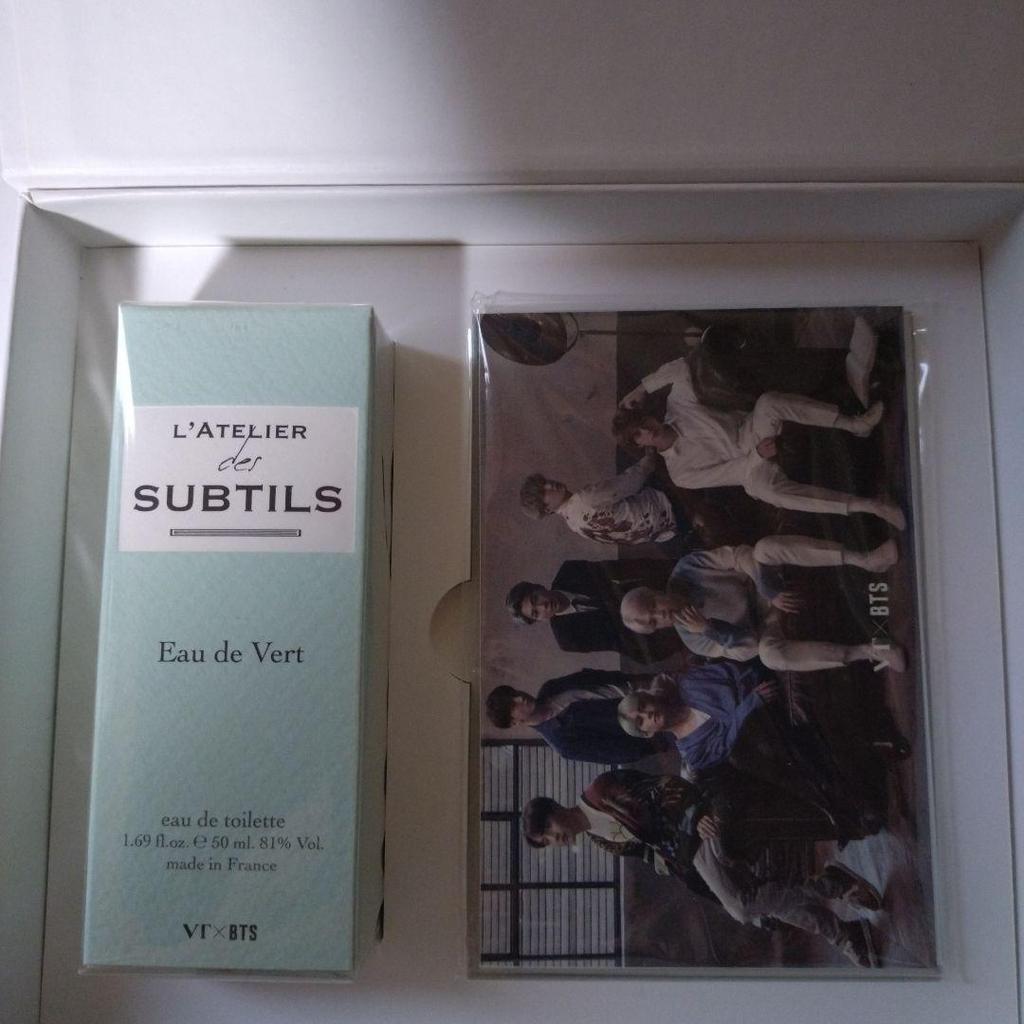 L'ATELIER
des
SUBTILS
Eau de Vert
eau de toilette
1.69 fl.oz. ℮ 50 ml. 81% Vol.
made in France
VT×BTS
VT×BTS